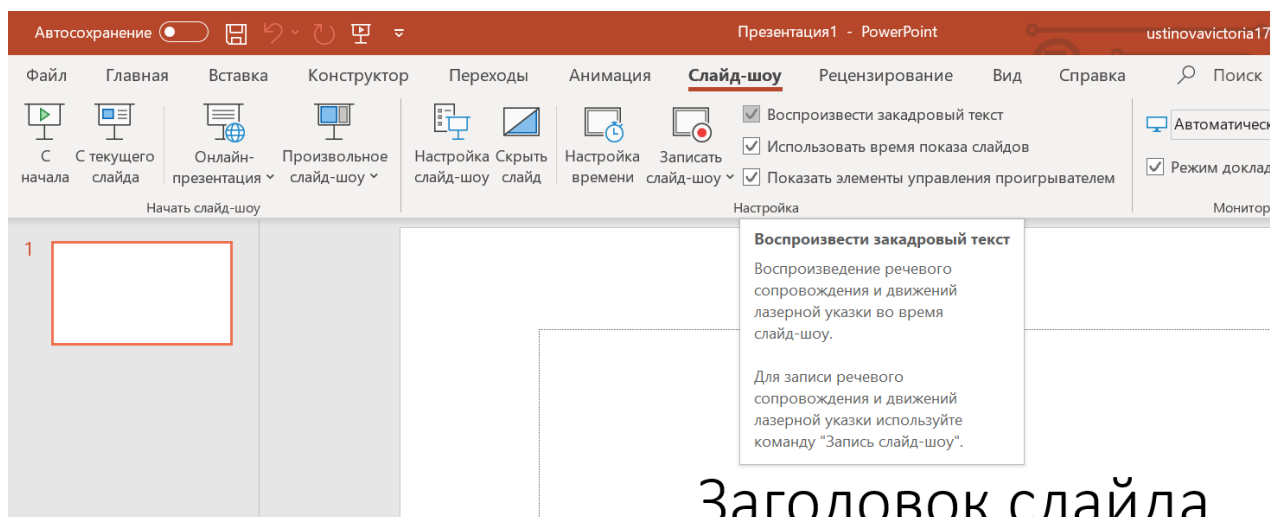 Автосохранение
Презентация1 - PowerPoint
ustinovavictoria17
Файл Главная Вставка Конструктор Переходы Анимация Слайд-шоу Рецензирование Вид Справка Поиск
С начала
С текущего слайда
Онлайн-презентация
Произвольное слайд-шоу
Начать слайд-шоу
Настройка слайд-шоу
Скрыть слайд
Настройка времени
Записать слайд-шоу
Воспроизвести закадровый текст
Использовать время показа слайдов
Показать элементы управления проигрывателем
Настройка
Автоматическ
Режим доклад
Монитор
1
Воспроизвести закадровый текст
Воспроизведение речевого
сопровождения и движений
лазерной указки во время
слайд-шоу.
Для записи речевого
сопровождения и движений
лазерной указки используйте
команду "Запись слайд-шоу".
Заголовок слайда